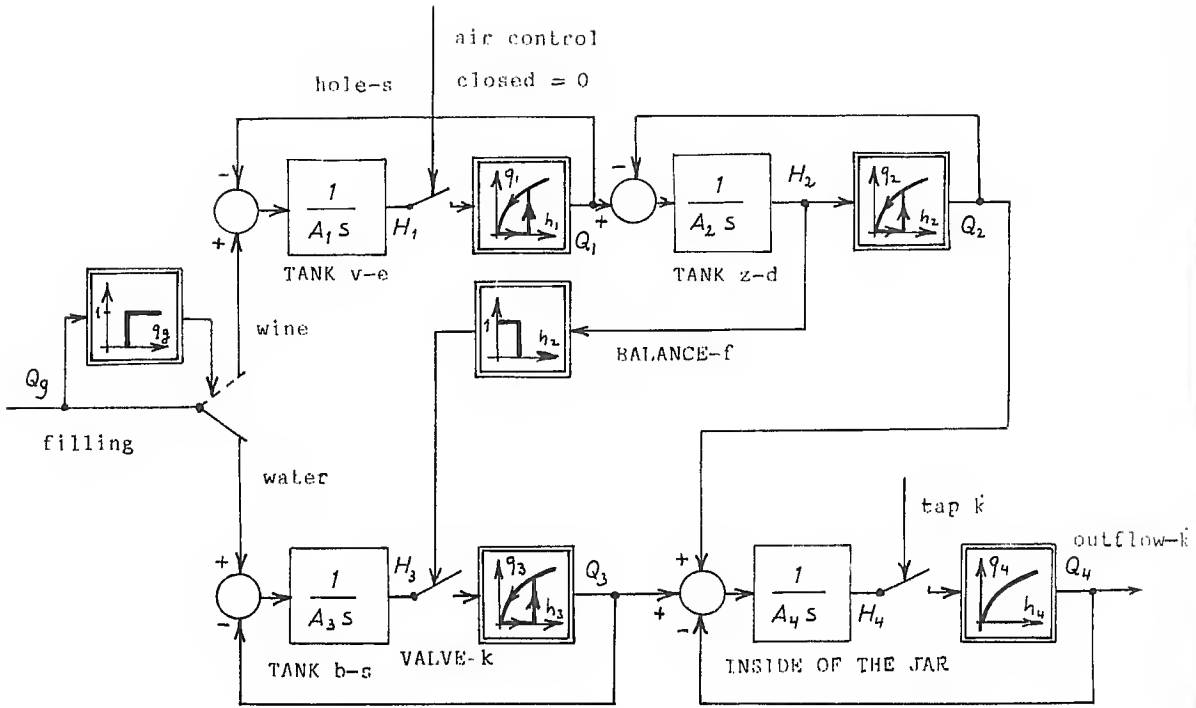 air control
closed = 0
hole-s
-
+
1
A₁ s
H₁
q₁
h₁
Q₁
TANK v-e
-
+
1
A₂ s
H₂
q₂
h₂
Q₂
TANK z-d
1
q_g
wine
Q_g
filling
water
1
h₂
BALANCE-f
+
-
1
A₃ s
H₃
q₃
h₃
Q₃
TANK b-s
VALVE-k
+
+
-
1
A₄ s
H₄
tap k̇
q₄
h₄
Q₄
outflow-k̇
INSIDE OF THE JAR